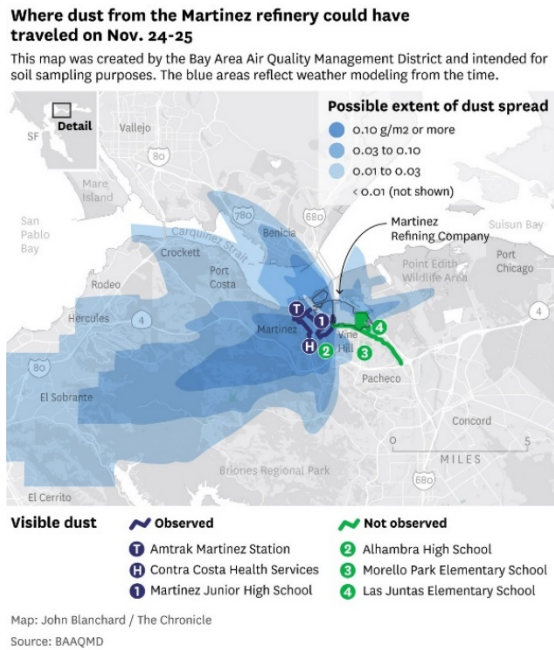 Where dust from the Martinez refinery could have
traveled on Nov. 24-25
This map was created by the Bay Area Air Quality Management District and intended for
soil sampling purposes. The blue areas reflect weather modeling from the time.
Possible extent of dust spread
0.10 g/m2 or more
0.03 to 0.10
0.01 to 0.03
< 0.01 (not shown)
SF
Detail
Vallejo
80
Mare
Island
San
Pablo
Bay
780
680
Benicia
Martinez
Refining Company
Suisun Bay
Carquinez Strait
Crockett
Port
Costa
Point Edith
Wildlife Area
Port
Chicago
Rodeo
Hercules
4
4
T
1
Martinez
H
2
Vine
Hill
3
4
80
Pacheco
El Sobrante
Concord
0
5
MILES
Briones Regional Park
680
El Cerrito
Visible dust
Observed
T Amtrak Martinez Station
H Contra Costa Health Services
1 Martinez Junior High School
Not observed
2 Alhambra High School
3 Morello Park Elementary School
4 Las Juntas Elementary School
Map: John Blanchard / The Chronicle
Source: BAAQMD